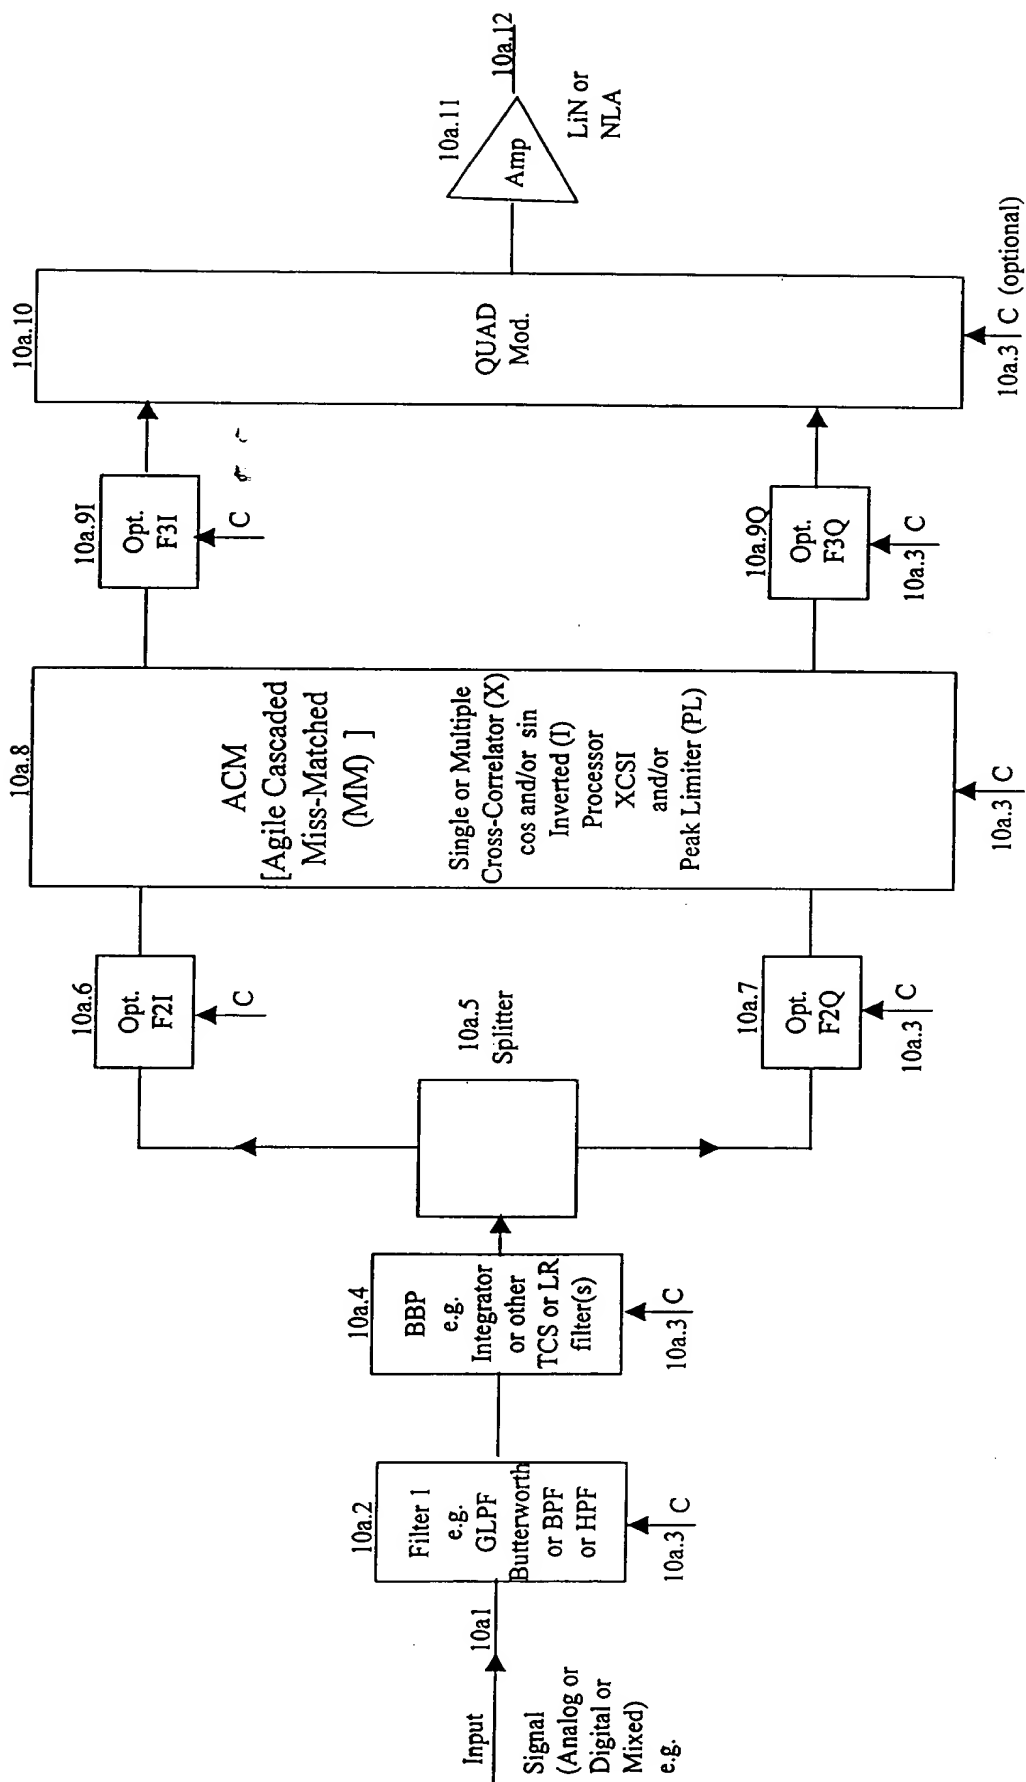 Input
Signal
(Analog or
Digital or
Mixed)
e.g.
10a1
10a.2
Filter 1
e.g.
GLPF
Butterworth
or BPF
or HPF
10a.3 C
10a.4
BBP
e.g.
Integrator
or other
TCS or LR
filter(s)
10a.3 C
10a.5
Splitter
10a.6
Opt.
F2I
C
10a.7
Opt.
F2Q
10a.3 C
10a.8
ACM
[Agile Cascaded
Miss-Matched
(MM) ]
Single or Multiple
Cross-Correlator (X)
cos and/or sin
Inverted (I)
Processor
XCSI
and/or
Peak Limiter (PL)
10a.3 C
10a.9I
Opt.
F3I
C
10a.9Q
Opt.
F3Q
10a.3 C
10a.10
QUAD
Mod.
10a.3 C (optional)
10a.11
Amp
LiN or
NLA
10a.12